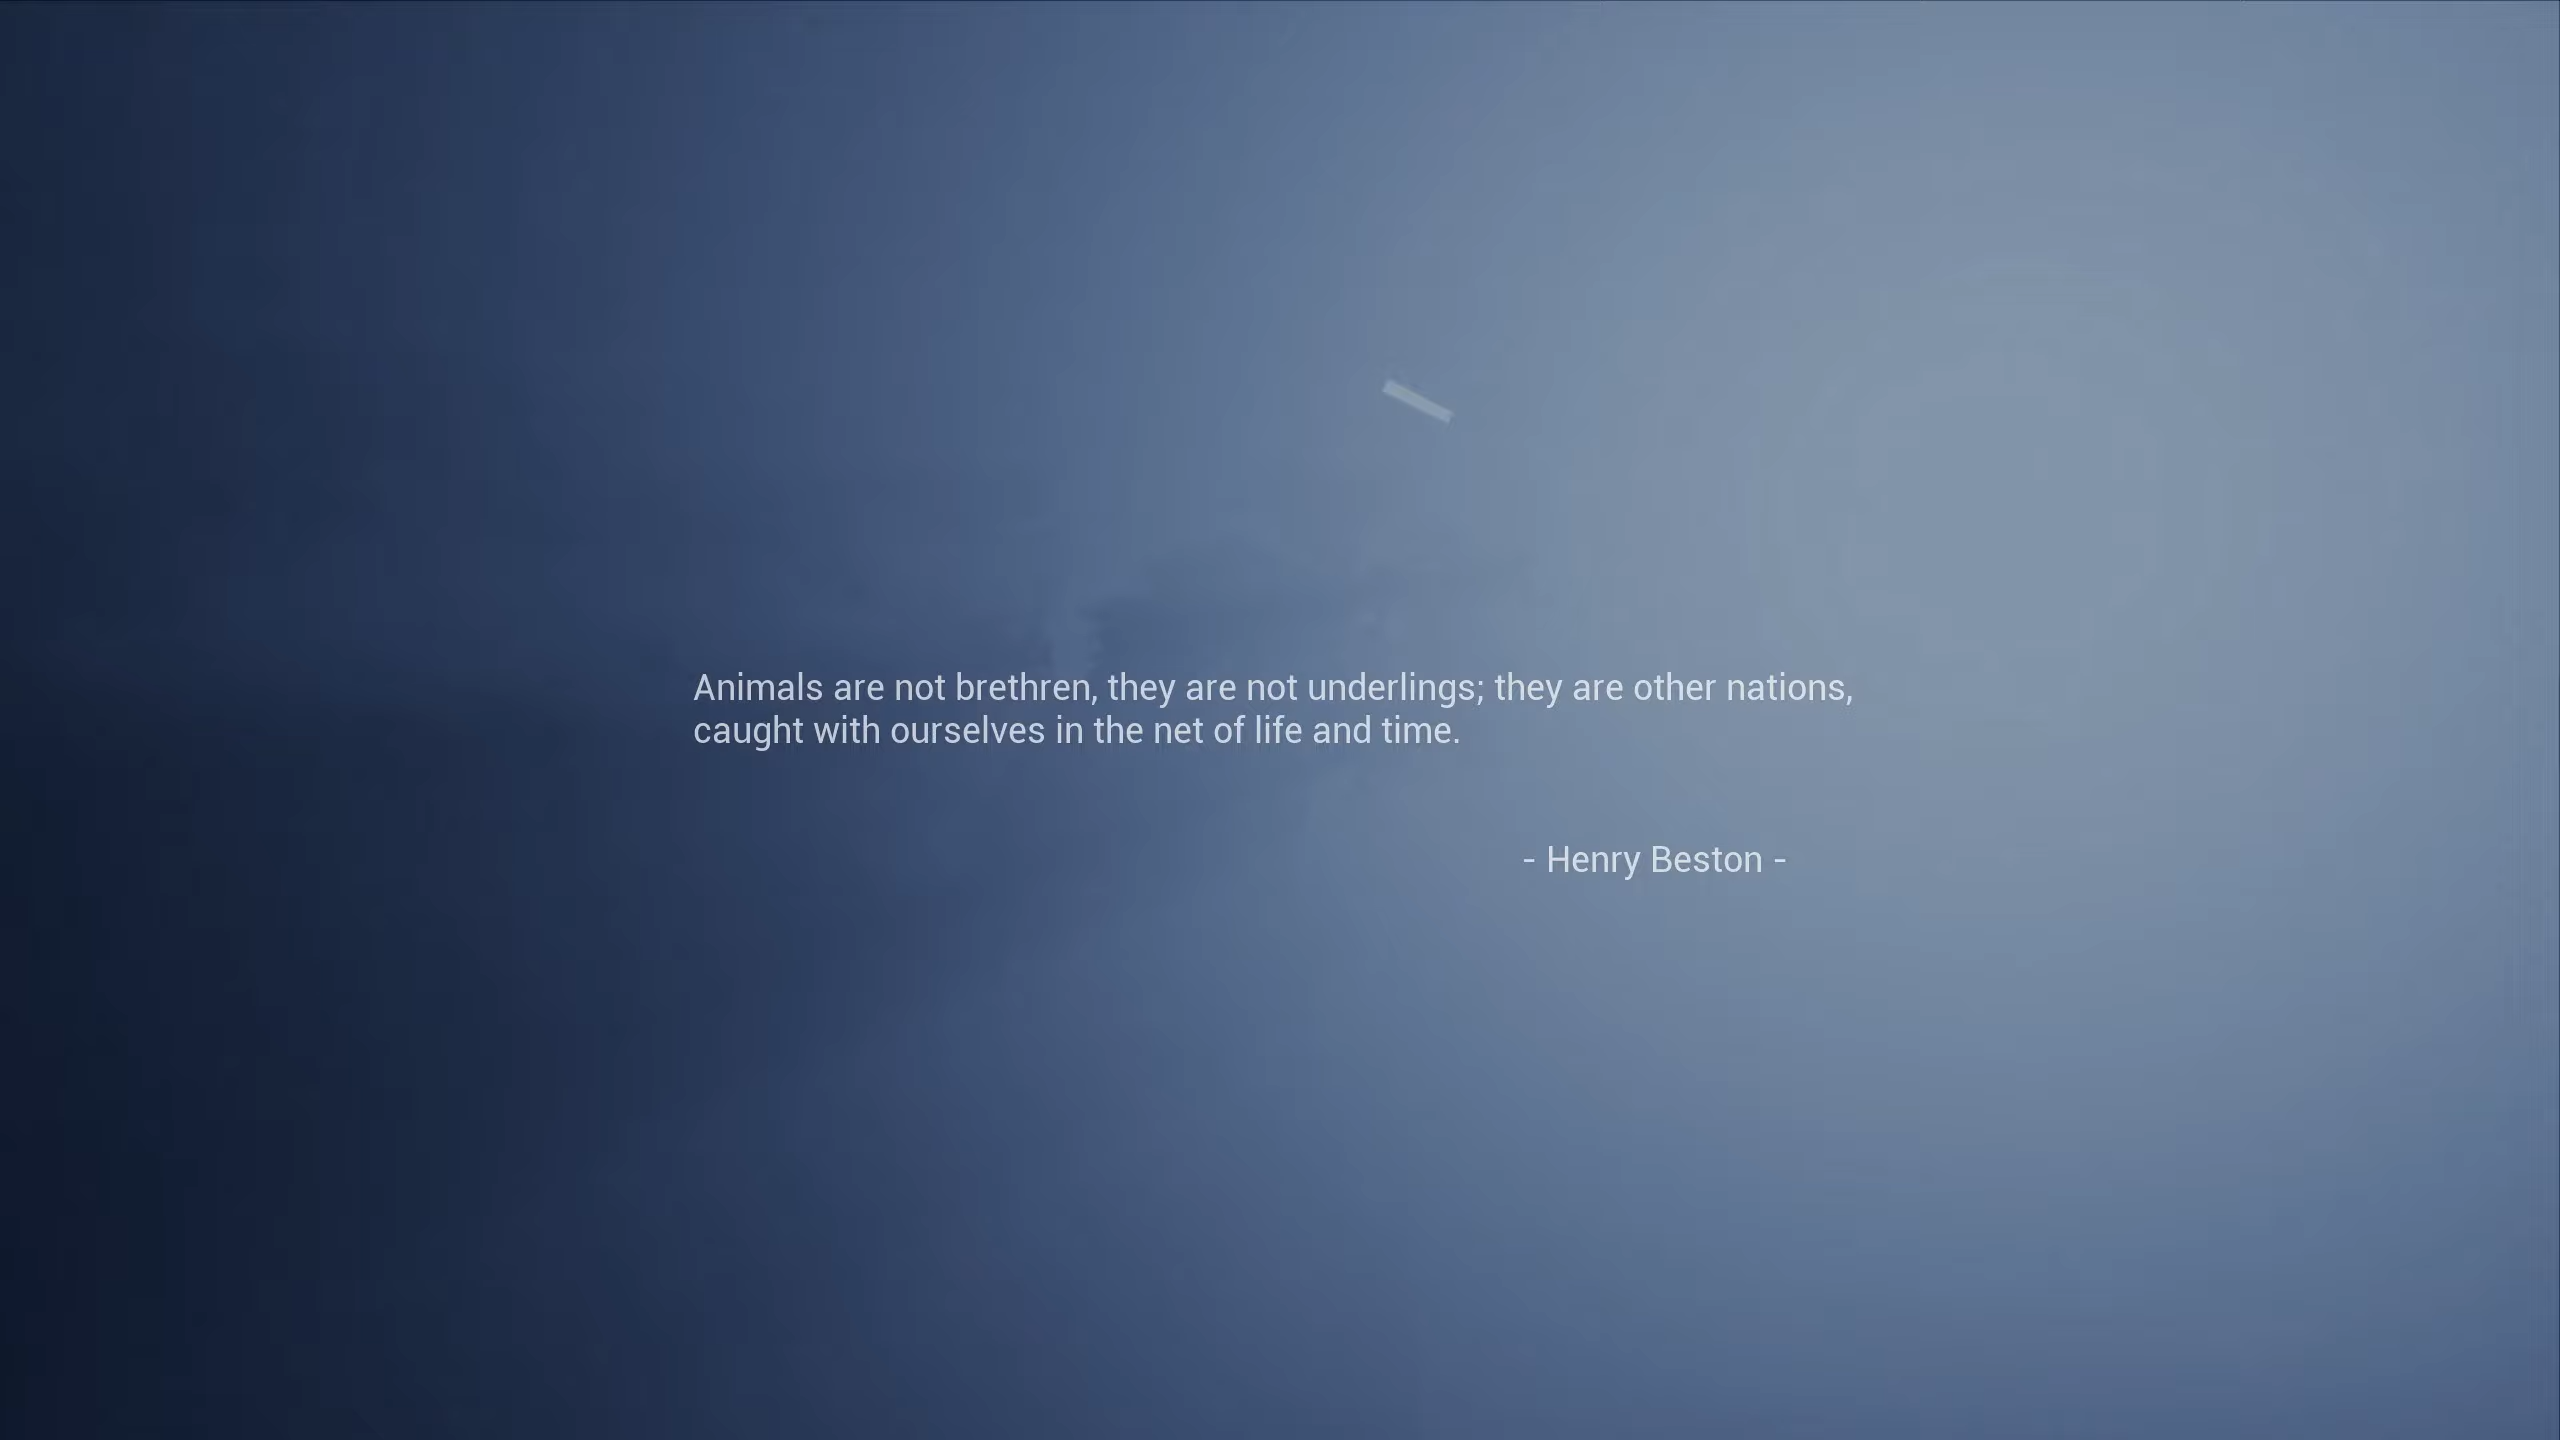 Animals are not brethren, they are not underlings; they are other nations,
caught with ourselves in the net of life and time.
- Henry Beston -